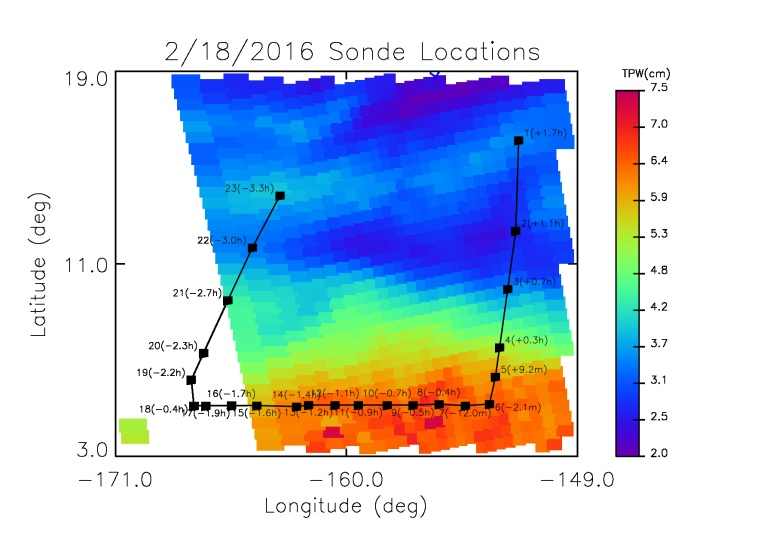 2/18/2016 Sonde Locations
TPW(cm)
19.0
11.0
3.0
Latitude (deg)
−171.0
−160.0
−149.0
Longitude (deg)
7.5
7.0
6.4
5.9
5.3
4.8
4.2
3.7
3.1
2.5
2.0
1(+1.7h)
2(+1.1h)
3(+0.7h)
4(+0.3h)
5(+9.2m)
6(−2.1m)
7(−12.0m)
8(−0.4h)
9(−0.5h)
10(−0.7h)
11(−0.9h)
12(−1.1h)
13(−1.2h)
14(−1.4h)
15(−1.6h)
16(−1.7h)
(−1.9h)
18(−0.4h)
19(−2.2h)
20(−2.3h)
21(−2.7h)
22(−3.0h)
23(−3.3h)